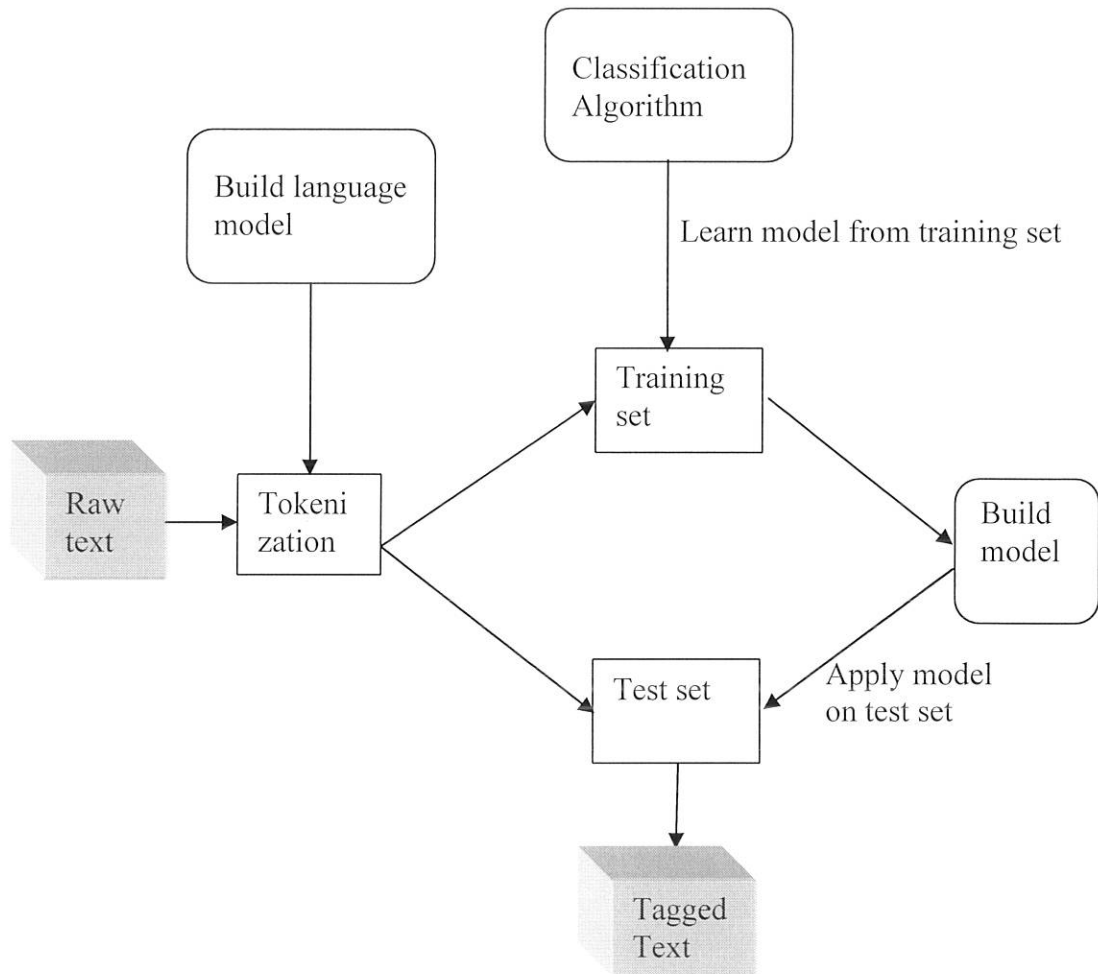 Classification
Algorithm
Build language
model
Learn model from training set
Training
set
Raw
text
Tokeni
zation
Build
model
Test set
Apply model
on test set
Tagged
Text